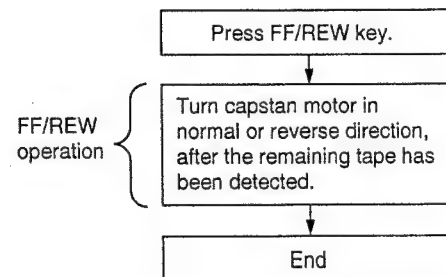 Press FF/REW key.
FF/REW
operation
Turn capstan motor in
normal or reverse direction,
after the remaining tape has
been detected.
End